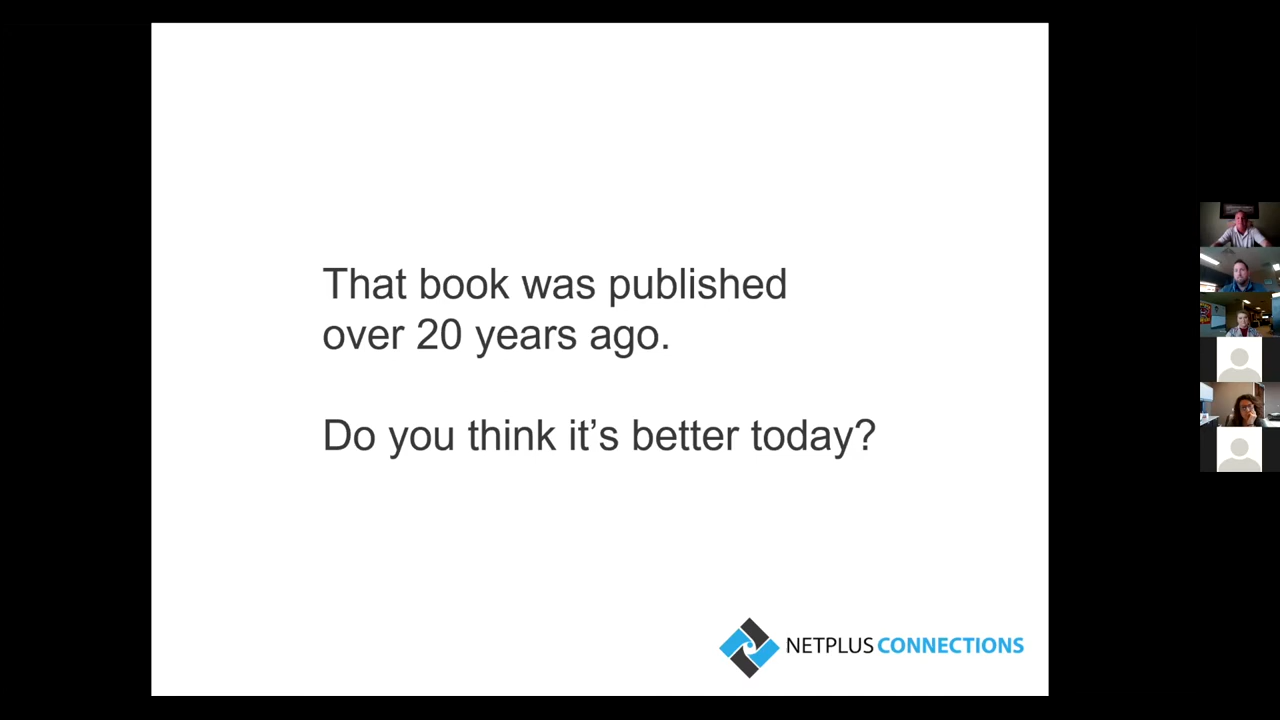 That book was published
over 20 years ago.
Do you think it's better today?
NETPLUS CONNECTIONS